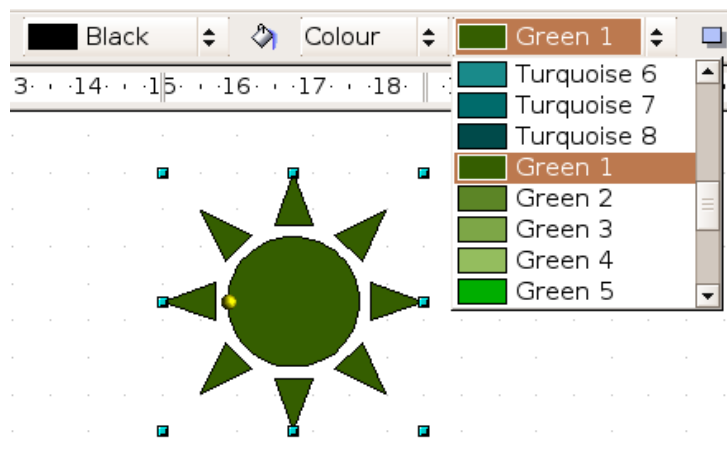 Black Colour Green 1
3 · 14 · 15 · 16 · 17 · 18
Turquoise 6
Turquoise 7
Turquoise 8
Green 1
Green 2
Green 3
Green 4
Green 5